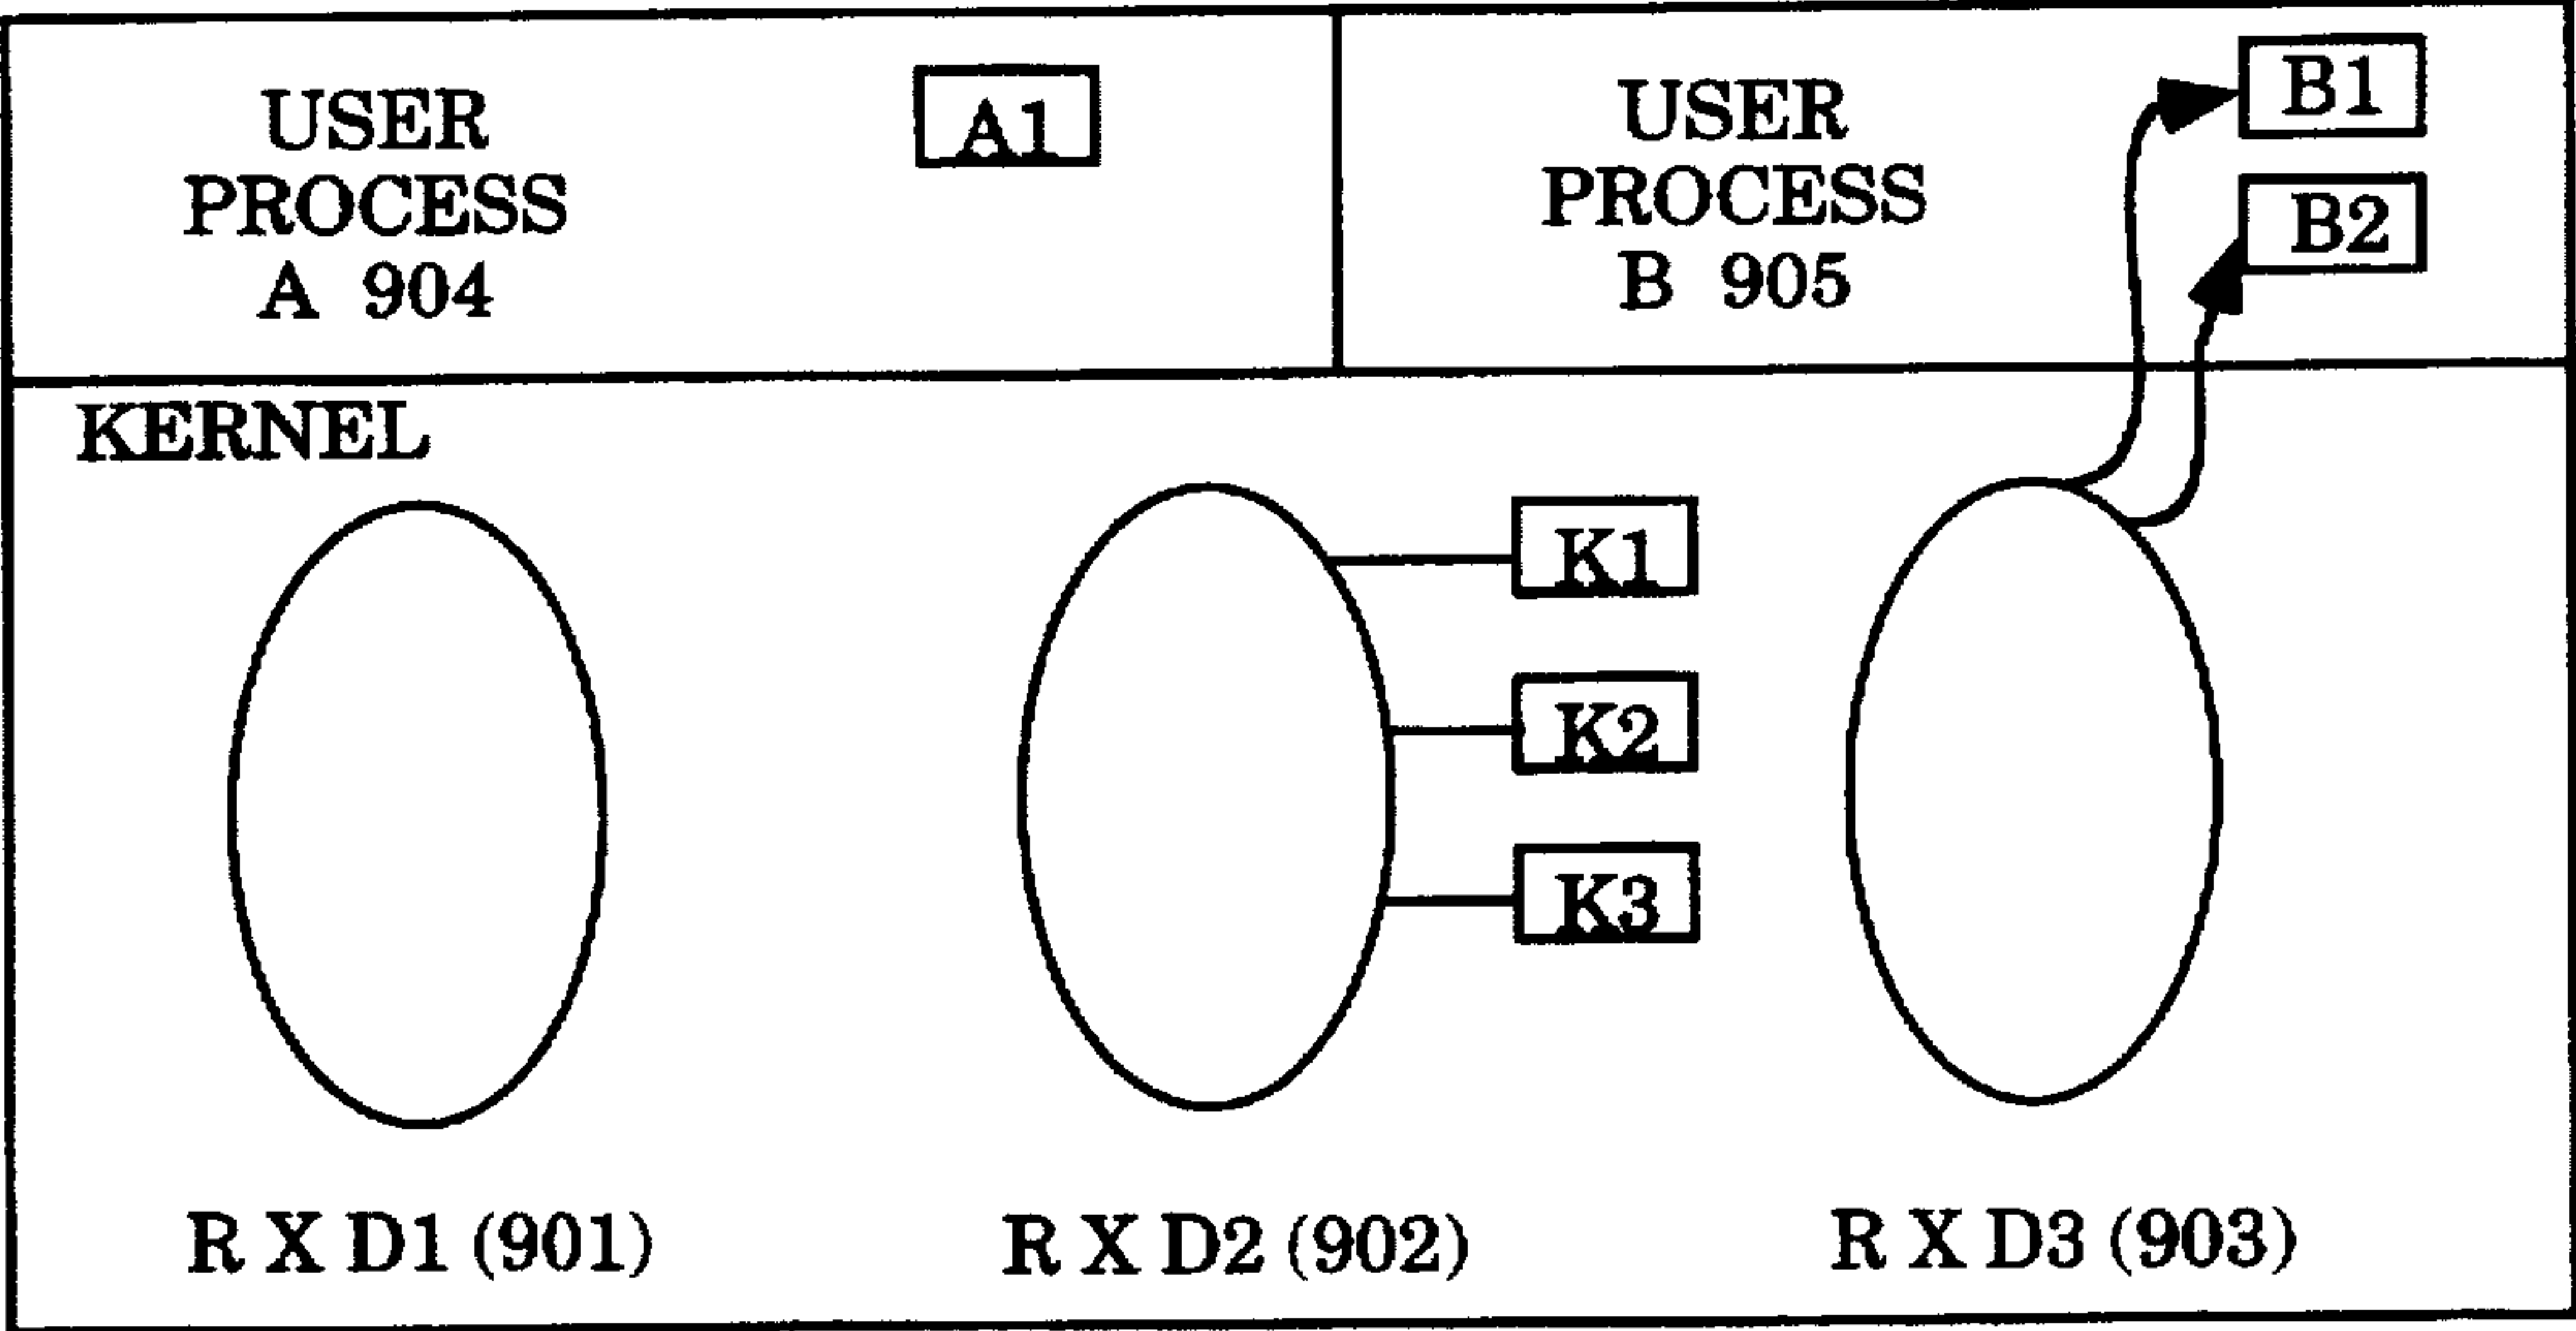 USER
PROCESS
A 904
A1
USER
PROCESS
B 905
B1
B2
KERNEL
K1
K2
K3
R X D1 (901)
R X D2 (902)
R X D3 (903)